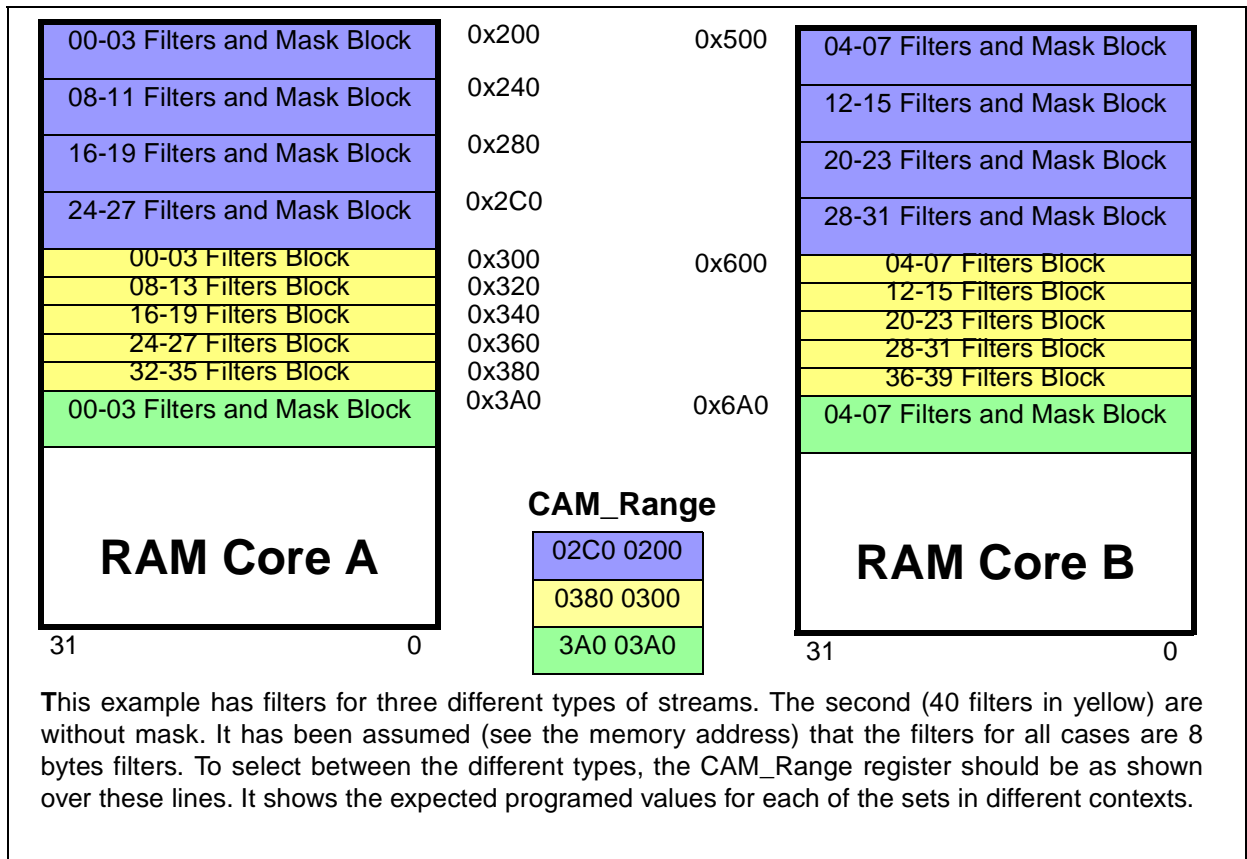 00-03 Filters and Mask Block
08-11 Filters and Mask Block
16-19 Filters and Mask Block
24-27 Filters and Mask Block
00-03 Filters Block
08-13 Filters Block
16-19 Filters Block
24-27 Filters Block
32-35 Filters Block
00-03 Filters and Mask Block
RAM Core A
31 0
0x200
0x240
0x280
0x2C0
0x300
0x320
0x340
0x360
0x380
0x3A0
0x500
0x600
0x6A0
CAM_Range
02C0 0200
0380 0300
3A0 03A0
04-07 Filters and Mask Block
12-15 Filters and Mask Block
20-23 Filters and Mask Block
28-31 Filters and Mask Block
04-07 Filters Block
12-15 Filters Block
20-23 Filters Block
28-31 Filters Block
36-39 Filters Block
04-07 Filters and Mask Block
RAM Core B
31 0
This example has filters for three different types of streams. The second (40 filters in yellow) are
without mask. It has been assumed (see the memory address) that the filters for all cases are 8
bytes filters. To select between the different types, the CAM_Range register should be as shown
over these lines. It shows the expected programed values for each of the sets in different contexts.